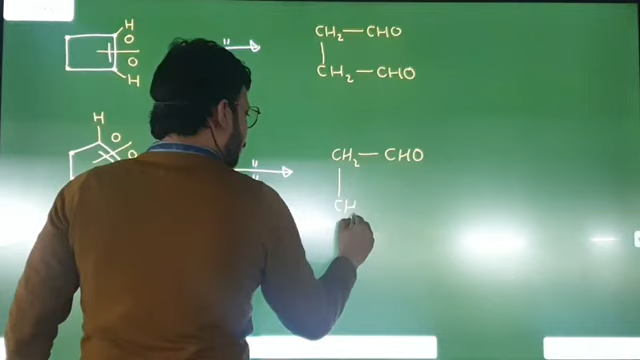 H
O
O
H
" → CH₂—CHO
|
CH₂—CHO
H
O
O
"
" → CH₂—CHO
|
CH